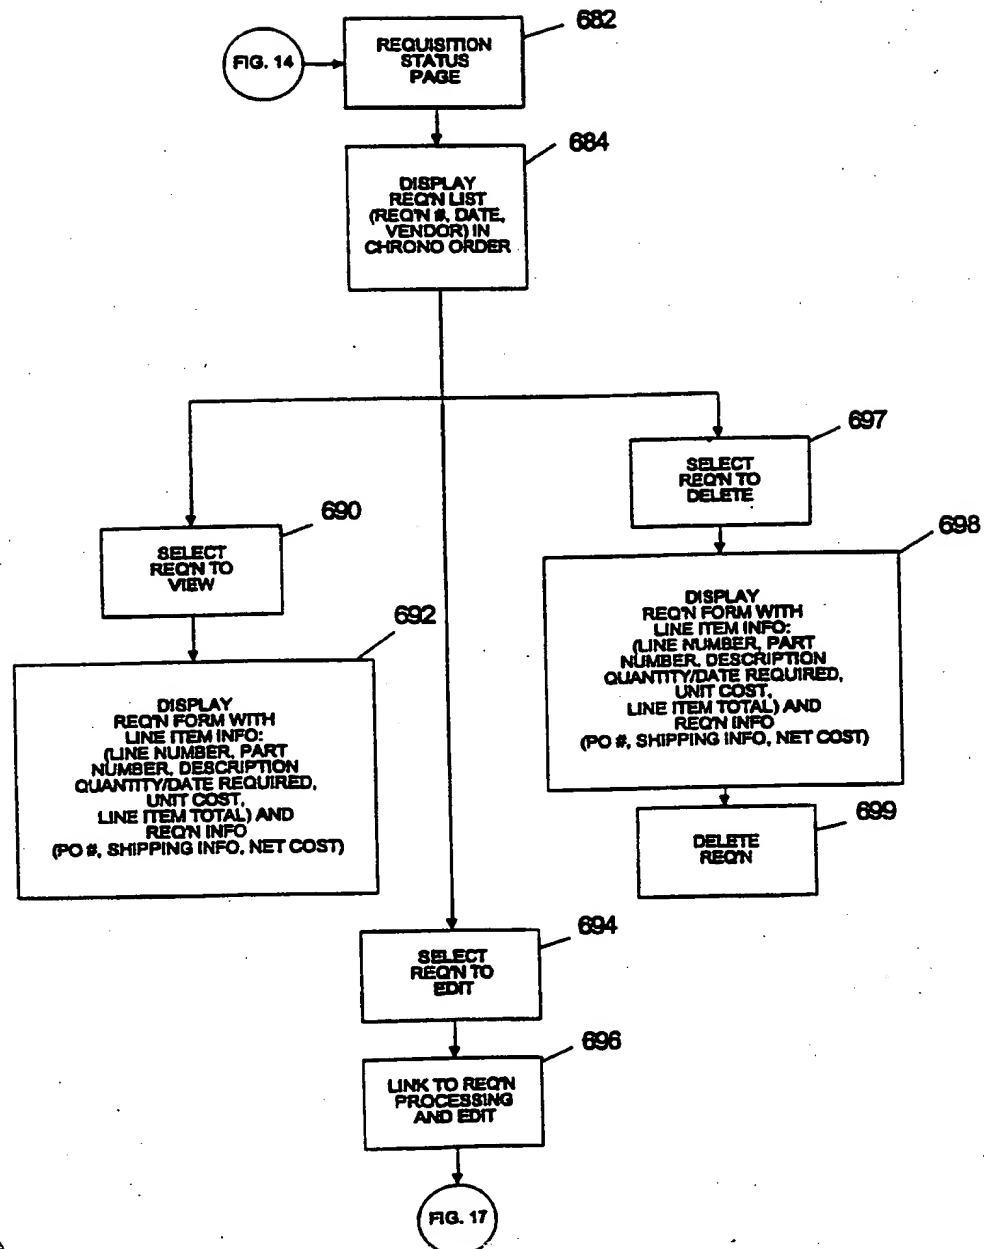 682
FIG. 14
REQUISITION
STATUS
PAGE
684
DISPLAY
REQ'N LIST
(REQ'N #, DATE,
VENDOR) IN
CHRONO ORDER
697
SELECT
REQ'N TO
DELETE
690
SELECT
REQ'N TO
VIEW
698
DISPLAY
REQ'N FORM WITH
LINE ITEM INFO:
(LINE NUMBER, PART
NUMBER, DESCRIPTION
QUANTITY/DATE REQUIRED,
UNIT COST,
LINE ITEM TOTAL) AND
REQ'N INFO
(PO #, SHIPPING INFO, NET COST)
692
DISPLAY
REQ'N FORM WITH
LINE ITEM INFO:
(LINE NUMBER, PART
NUMBER, DESCRIPTION
QUANTITY/DATE REQUIRED,
UNIT COST,
LINE ITEM TOTAL) AND
REQ'N INFO
(PO #, SHIPPING INFO, NET COST)
699
DELETE
REQ'N
694
SELECT
REQ'N TO
EDIT
696
LINK TO REQ'N
PROCESSING
AND EDIT
FIG. 17